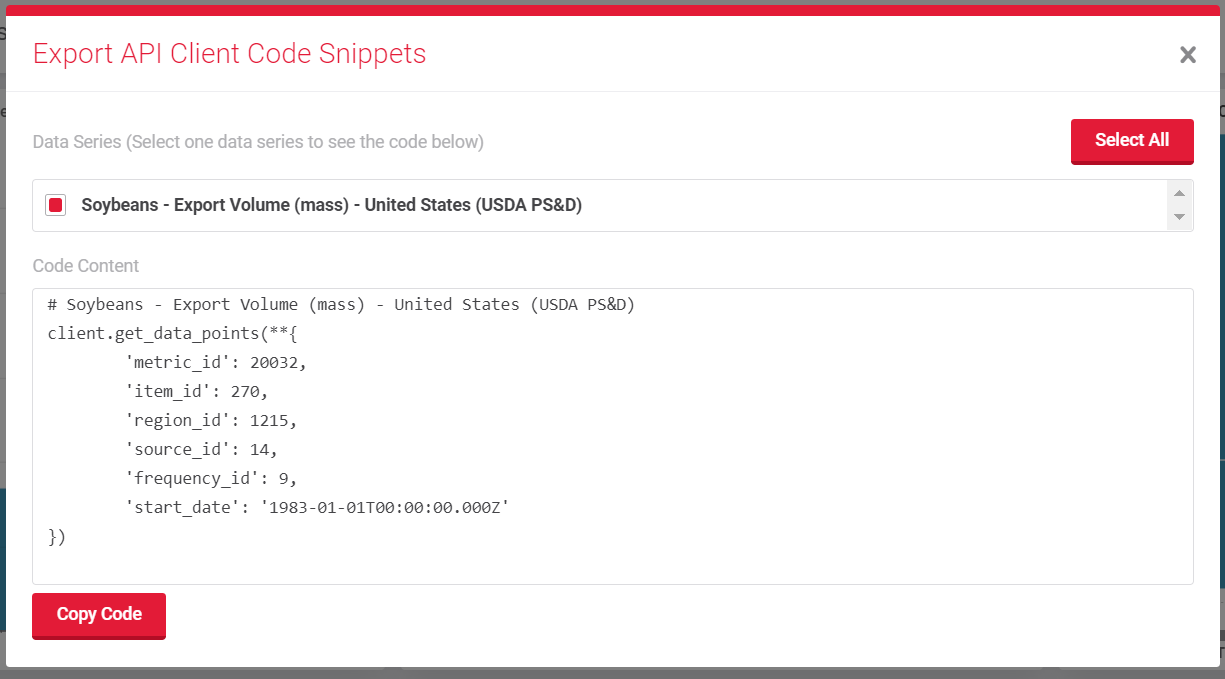 Export API Client Code Snippets
Data Series (Select one data series to see the code below)
Select All
Soybeans - Export Volume (mass) - United States (USDA PS&D)
Code Content
# Soybeans - Export Volume (mass) - United States (USDA PS&D)
client.get_data_points(**{
        'metric_id': 20032,
        'item_id': 270,
        'region_id': 1215,
        'source_id': 14,
        'frequency_id': 9,
        'start_date': '1983-01-01T00:00:00.000Z'
})
Copy Code